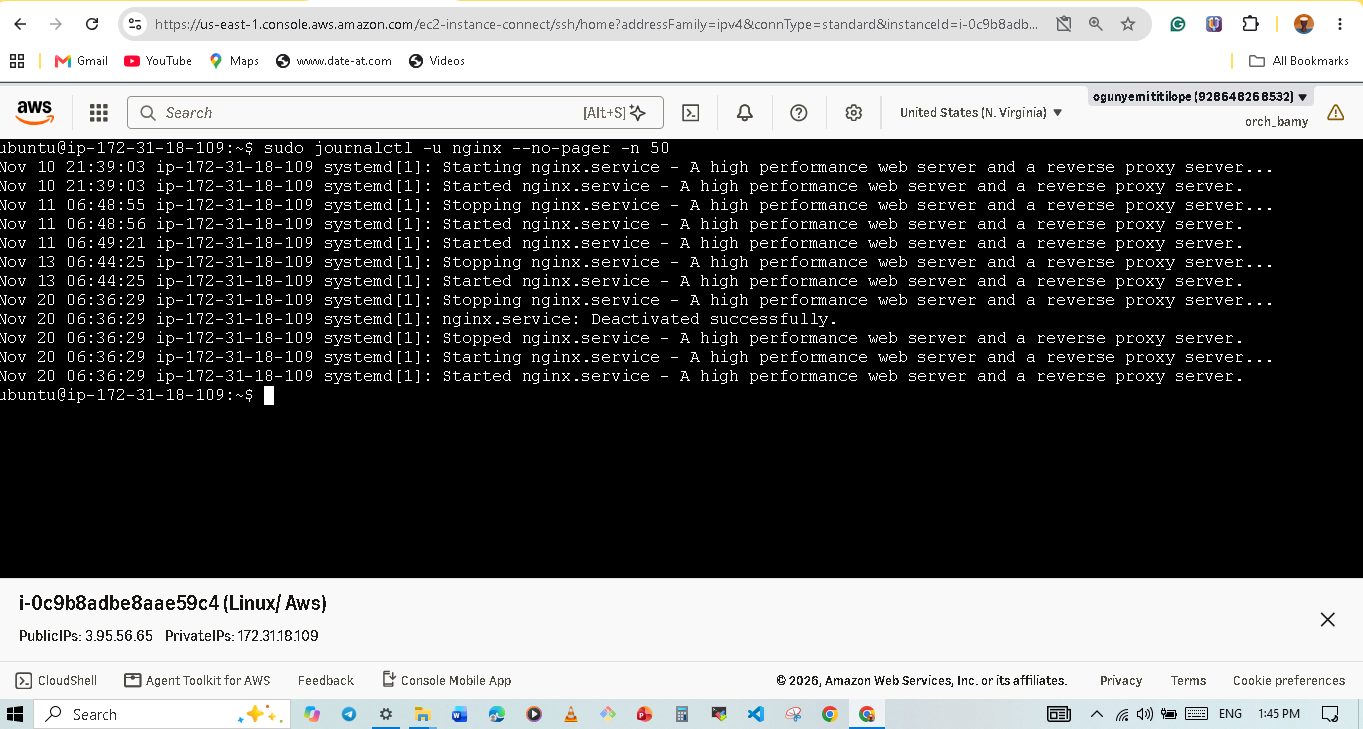 https://us-east-1.console.aws.amazon.com/ec2-instance-connect/ssh/home?addressFamily=ipv4&connType=standard&instanceId=i-0c9b8adb...
Gmail YouTube Maps www.date-at.com Videos All Bookmarks
aws Search [Alt+S] United States (N. Virginia) ▼ ogunyemititilope (928648268532) ▼
orch_bamy
ubuntu@ip-172-31-18-109:~$ sudo journalctl -u nginx --no-pager -n 50
Nov 10 21:39:03 ip-172-31-18-109 systemd[1]: Starting nginx.service - A high performance web server and a reverse proxy server...
Nov 10 21:39:03 ip-172-31-18-109 systemd[1]: Started nginx.service - A high performance web server and a reverse proxy server.
Nov 11 06:48:55 ip-172-31-18-109 systemd[1]: Stopping nginx.service - A high performance web server and a reverse proxy server...
Nov 11 06:48:56 ip-172-31-18-109 systemd[1]: Started nginx.service - A high performance web server and a reverse proxy server.
Nov 11 06:49:21 ip-172-31-18-109 systemd[1]: Started nginx.service - A high performance web server and a reverse proxy server.
Nov 13 06:44:25 ip-172-31-18-109 systemd[1]: Stopping nginx.service - A high performance web server and a reverse proxy server...
Nov 13 06:44:25 ip-172-31-18-109 systemd[1]: Started nginx.service - A high performance web server and a reverse proxy server.
Nov 20 06:36:29 ip-172-31-18-109 systemd[1]: Stopping nginx.service - A high performance web server and a reverse proxy server...
Nov 20 06:36:29 ip-172-31-18-109 systemd[1]: nginx.service: Deactivated successfully.
Nov 20 06:36:29 ip-172-31-18-109 systemd[1]: Stopped nginx.service - A high performance web server and a reverse proxy server.
Nov 20 06:36:29 ip-172-31-18-109 systemd[1]: Starting nginx.service - A high performance web server and a reverse proxy server...
Nov 20 06:36:29 ip-172-31-18-109 systemd[1]: Started nginx.service - A high performance web server and a reverse proxy server.
ubuntu@ip-172-31-18-109:~$
i-0c9b8adbe8aae59c4 (Linux/ Aws)
PublicIPs: 3.95.56.65 PrivateIPs: 172.31.18.109
CloudShell Agent Toolkit for AWS Feedback Console Mobile App © 2026, Amazon Web Services, Inc. or its affiliates. Privacy Terms Cookie preferences
Search ENG 1:45 PM